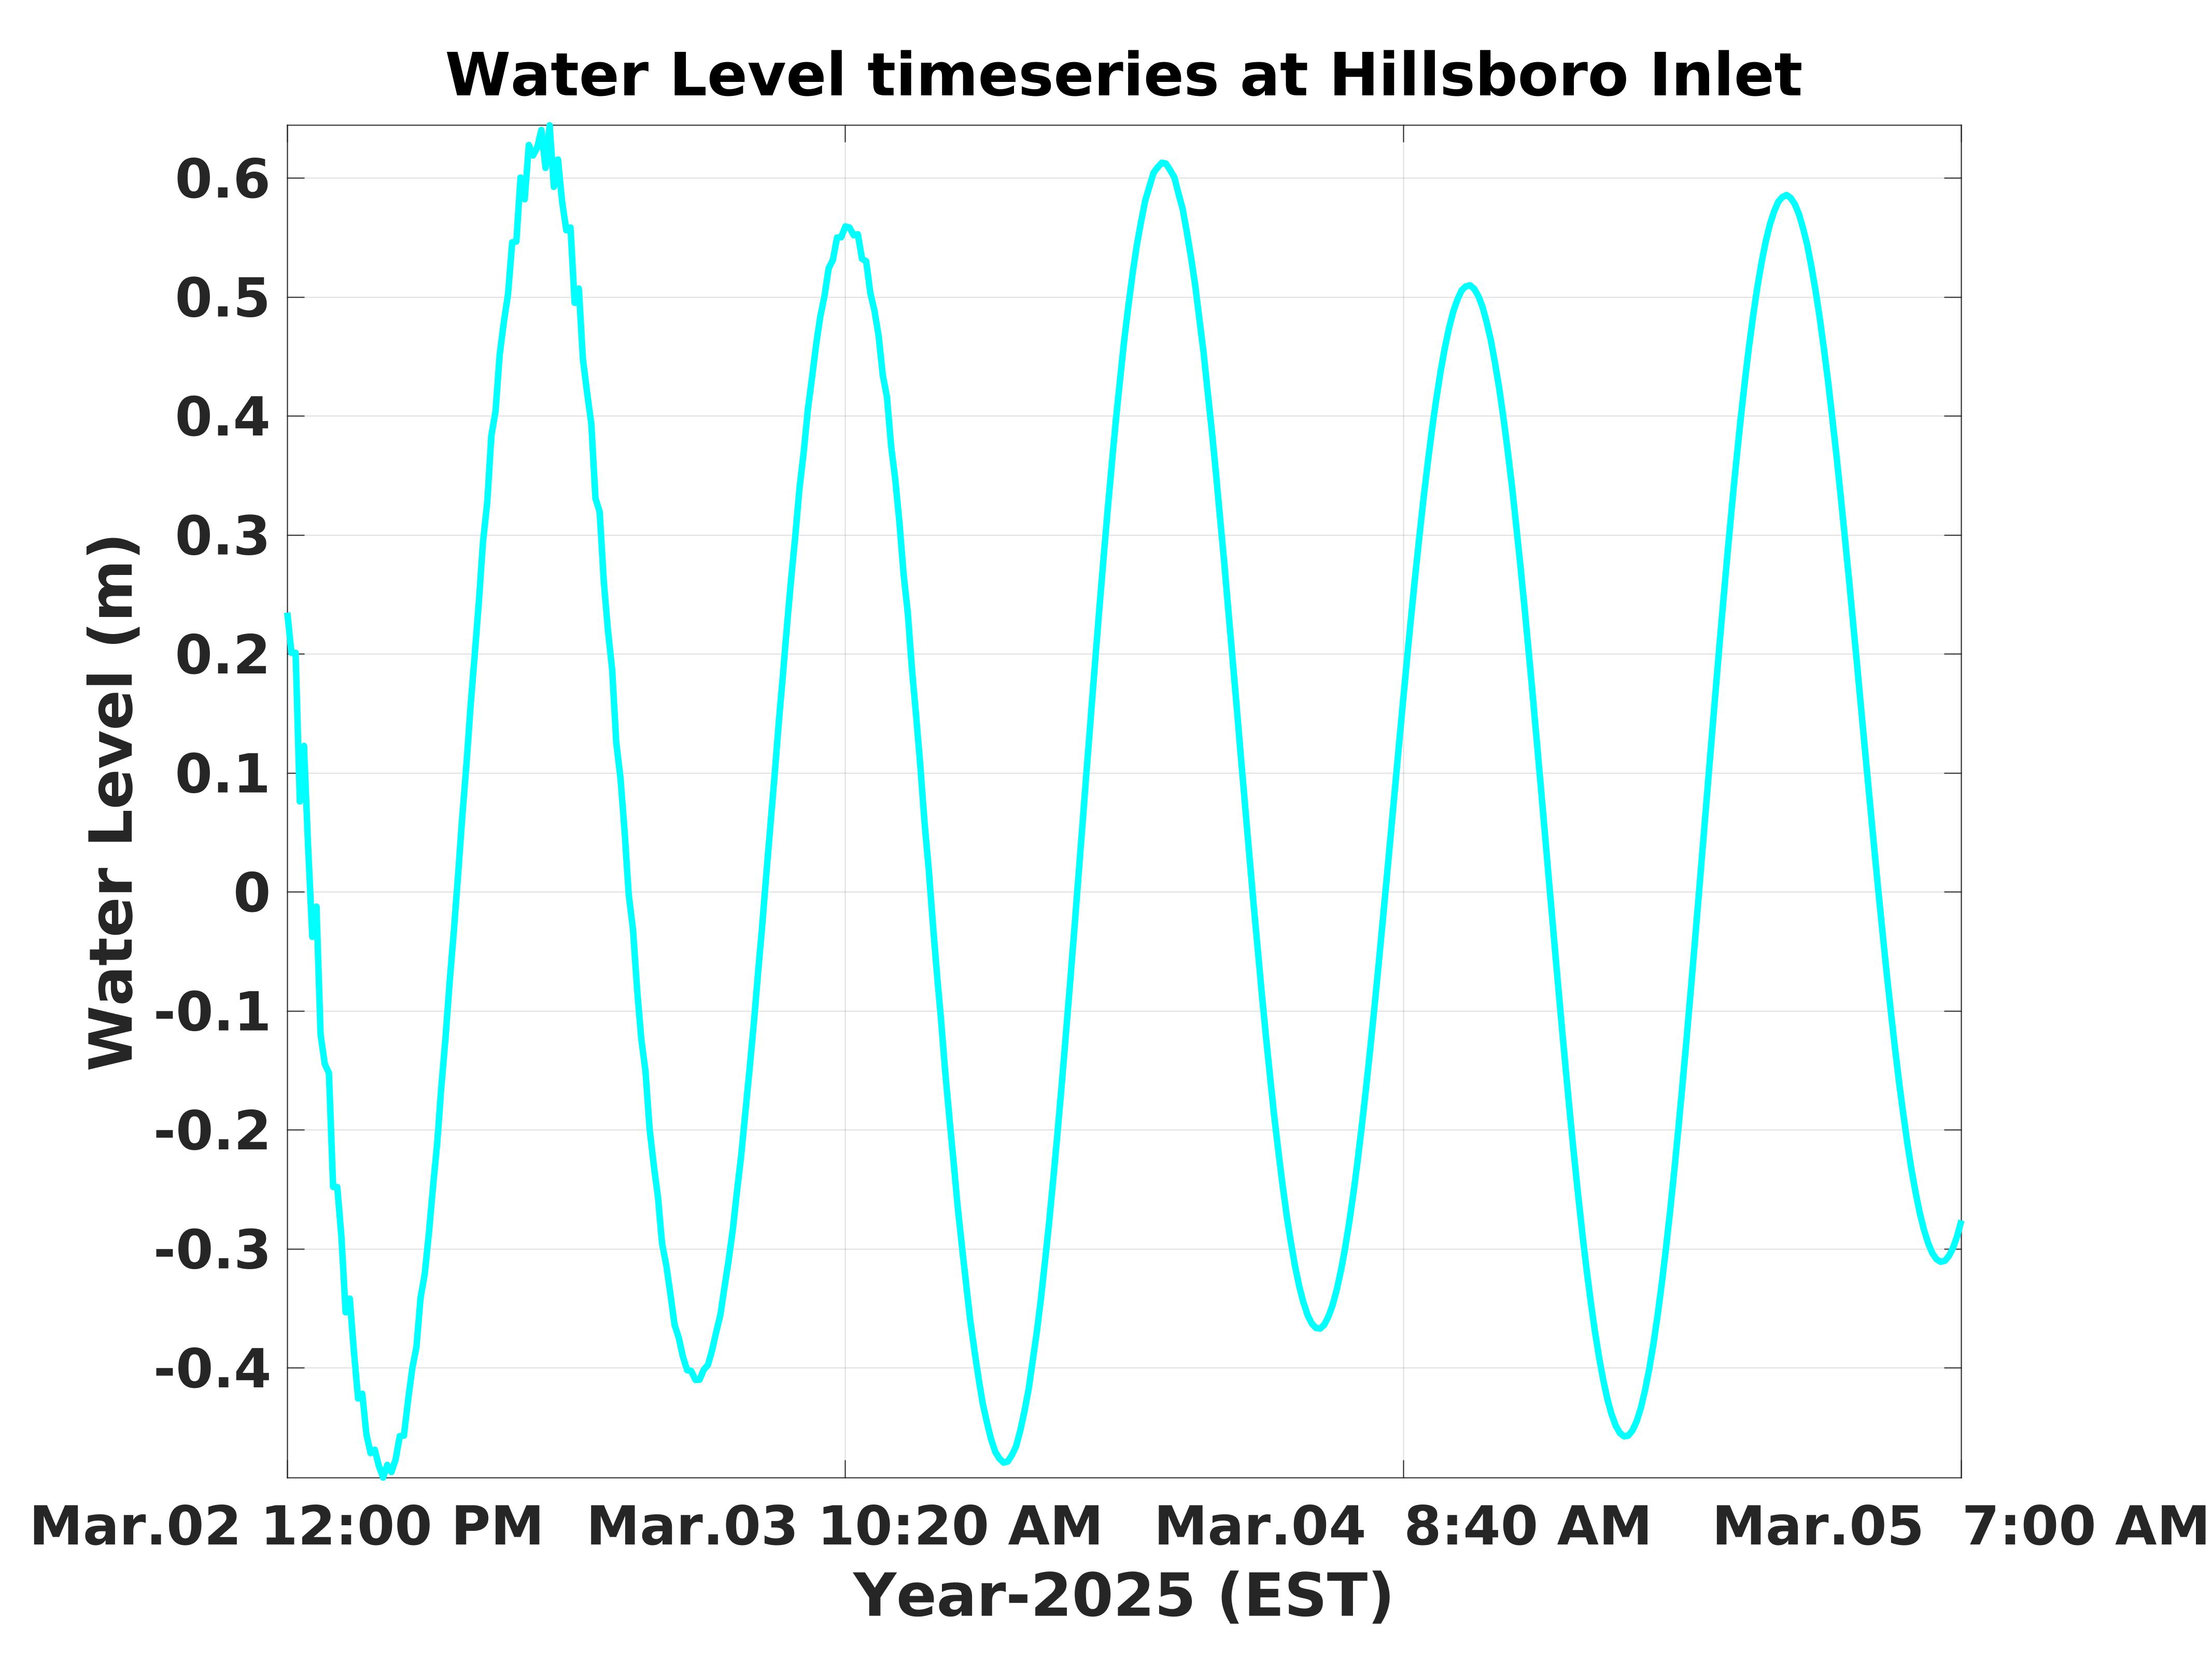 Water Level timeseries at Hillsboro Inlet
Water Level (m)
0.6
0.5
0.4
0.3
0.2
0.1
0
-0.1
-0.2
-0.3
-0.4
Mar.02 12:00 PM Mar.03 10:20 AM Mar.04 8:40 AM Mar.05 7:00 AM
Year-2025 (EST)